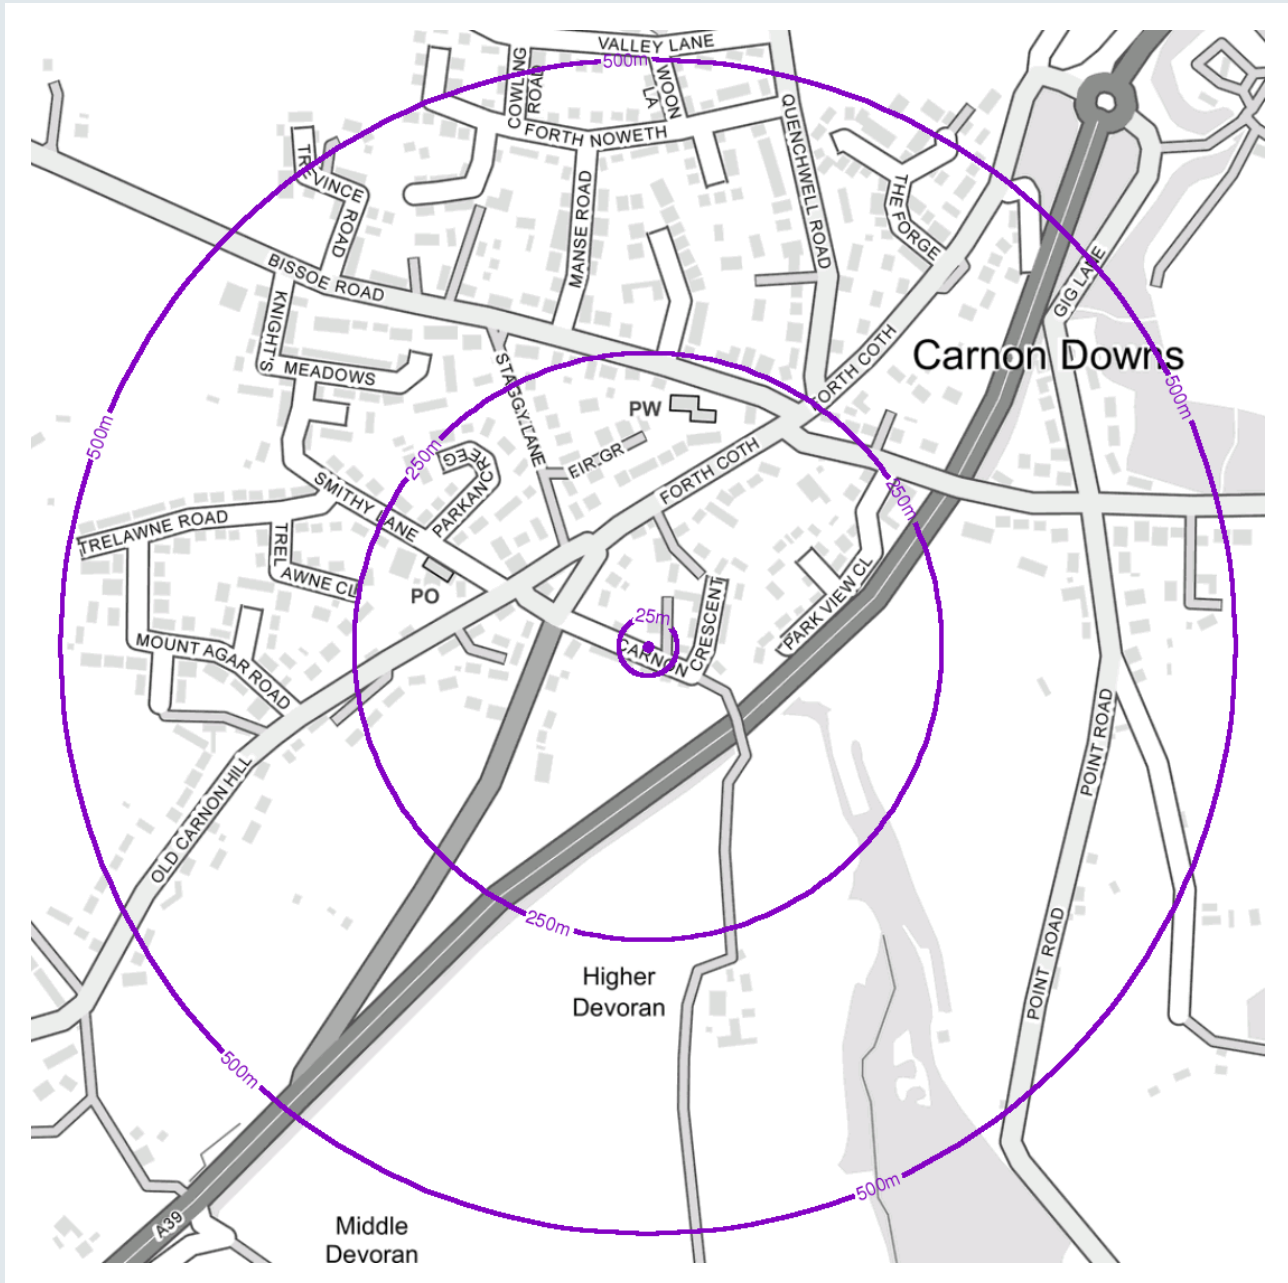 VALLEY LANE
500m
COWLING
ROAD
WOON
LA
FORTH NOWETH
QUENCHWELL ROAD
TREVINCE
ROAD
MANSE ROAD
THE FORGE
BISSOE ROAD
GIG LANE
KNIGHT'S
MEADOWS
Carnon Downs
STAGGY LANE
FORTH COTH
500m
PW
500m
250m
PARKANCREEG
EIR-GR
FORTH COTH
250m
SMITHY LANE
TRELAWNE ROAD
TREL
AWNE CL
PO
PARK VIEW CL
25m
CARNON
CRESCENT
MOUNT AGAR ROAD
POINT ROAD
OLD CARNON HILL
250m
Higher
Devoran
POINT ROAD
500m
500m
A39
Middle
Devoran